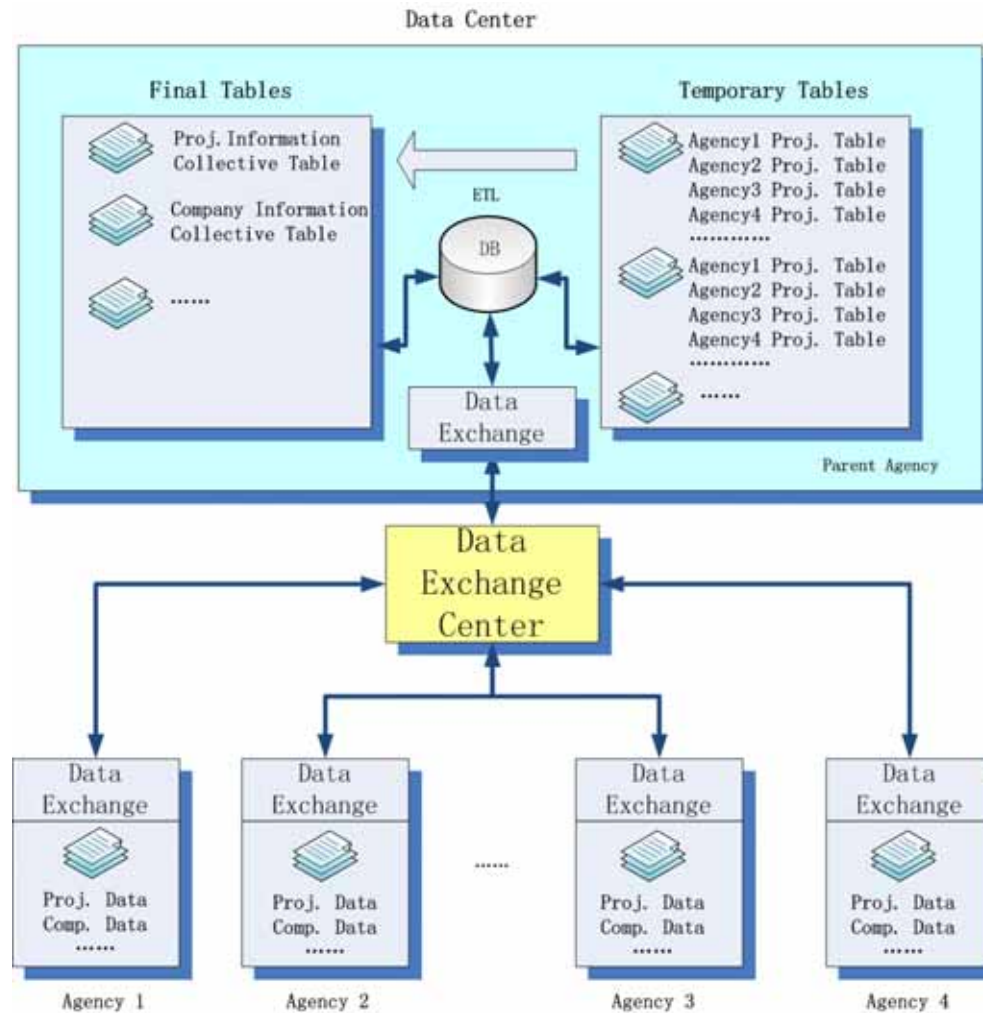 Data Center
Final Tables
Proj.Information
Collective Table
Company Information
Collective Table
……
ETL
DB
Data
Exchange
Temporary Tables
Agency1 Proj. Table
Agency2 Proj. Table
Agency3 Proj. Table
Agency4 Proj. Table
…………
Agency1 Proj. Table
Agency2 Proj. Table
Agency3 Proj. Table
Agency4 Proj. Table
…………
……
Parent Agency
Data
Exchange
Center
Data
Exchange
Proj. Data
Comp. Data
……
Agency 1
Data
Exchange
Proj. Data
Comp. Data
……
Agency 2
……
Data
Exchange
Proj. Data
Comp. Data
……
Agency 3
Data
Exchange
Proj. Data
Comp. Data
……
Agency 4